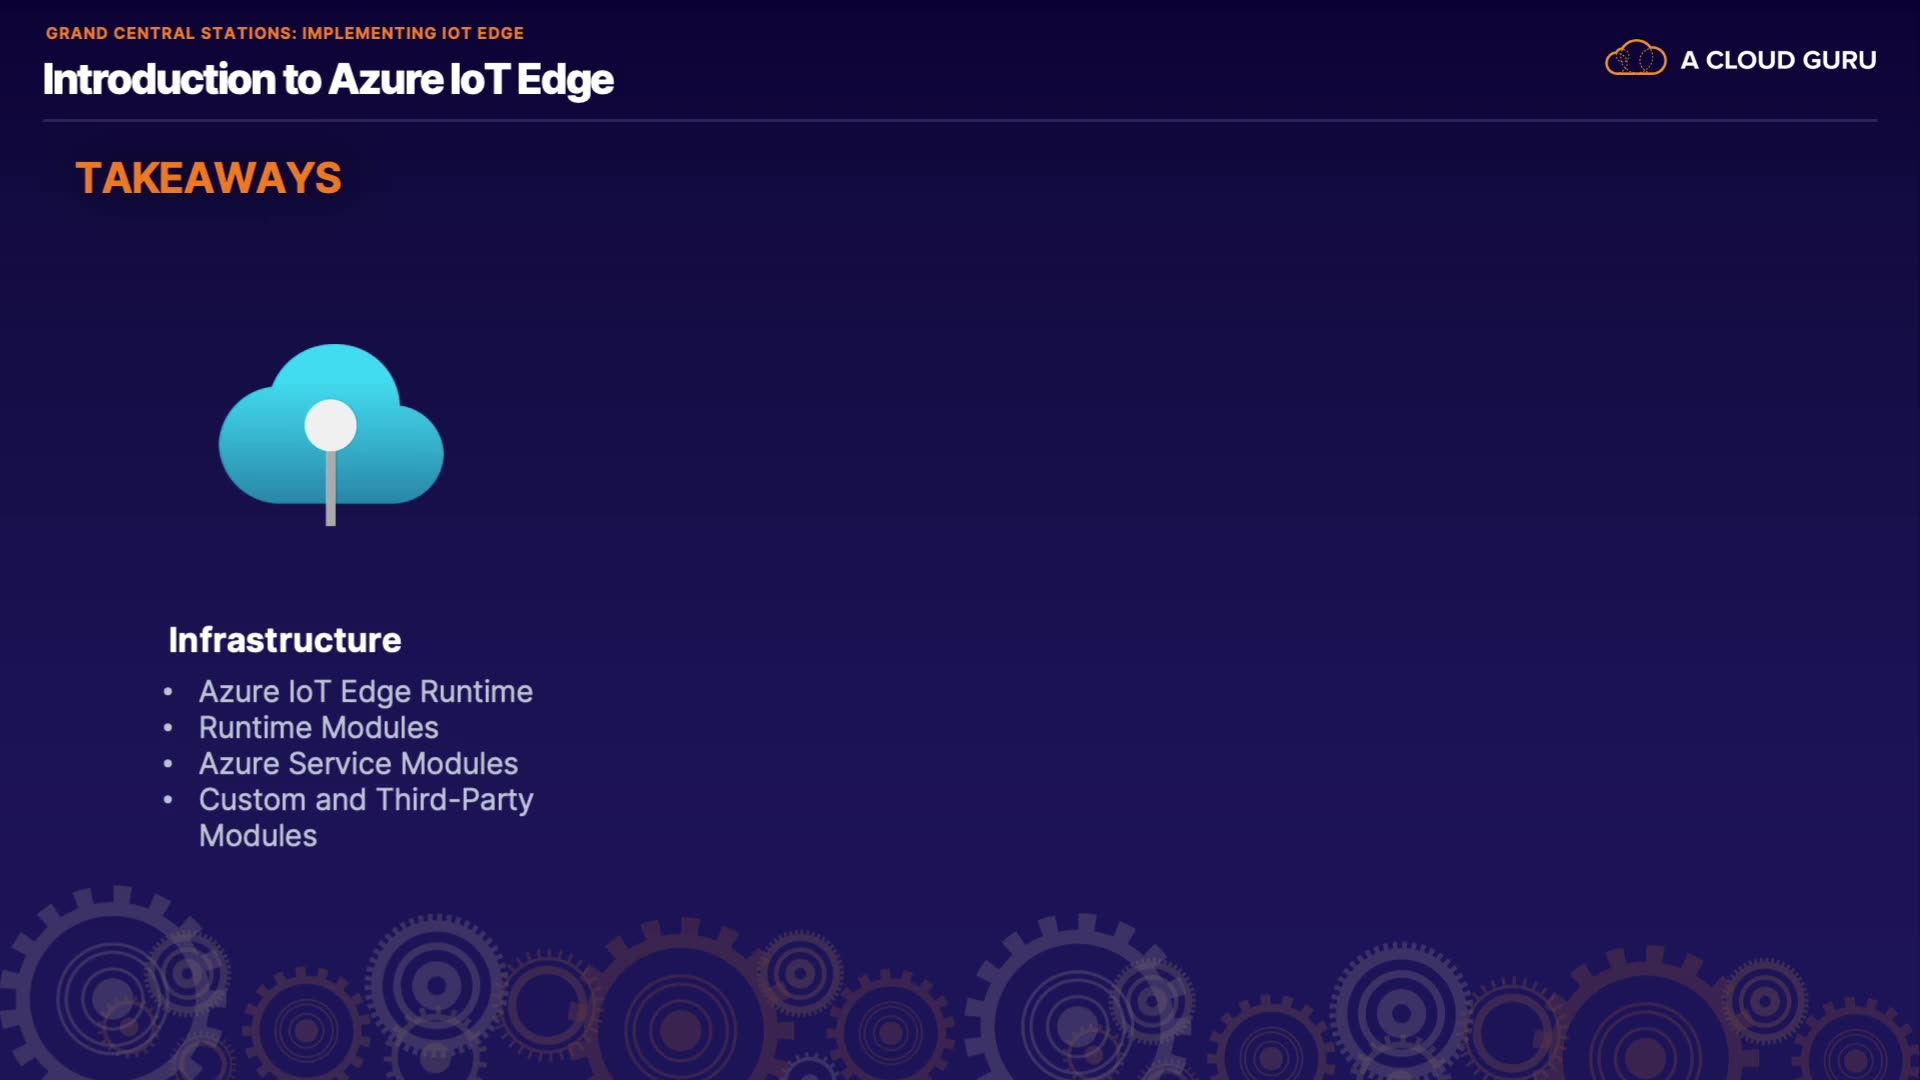 GRAND CENTRAL STATIONS: IMPLEMENTING IOT EDGE
Introduction to Azure IoT Edge
A CLOUD GURU
TAKEAWAYS
Infrastructure
• Azure IoT Edge Runtime
• Runtime Modules
• Azure Service Modules
• Custom and Third-Party
Modules